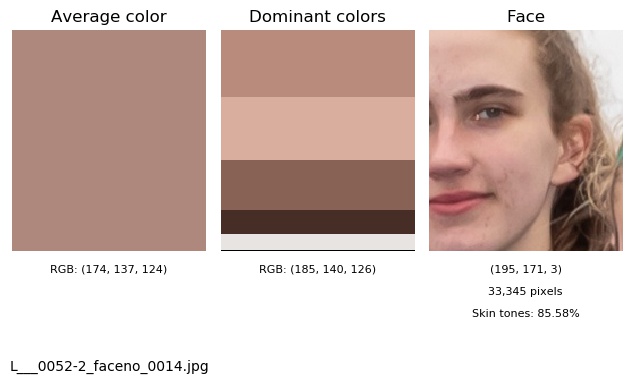 Average color
Dominant colors
Face
RGB: (174, 137, 124)
RGB: (185, 140, 126)
(195, 171, 3)
33,345 pixels
Skin tones: 85.58%
L___0052-2_faceno_0014.jpg